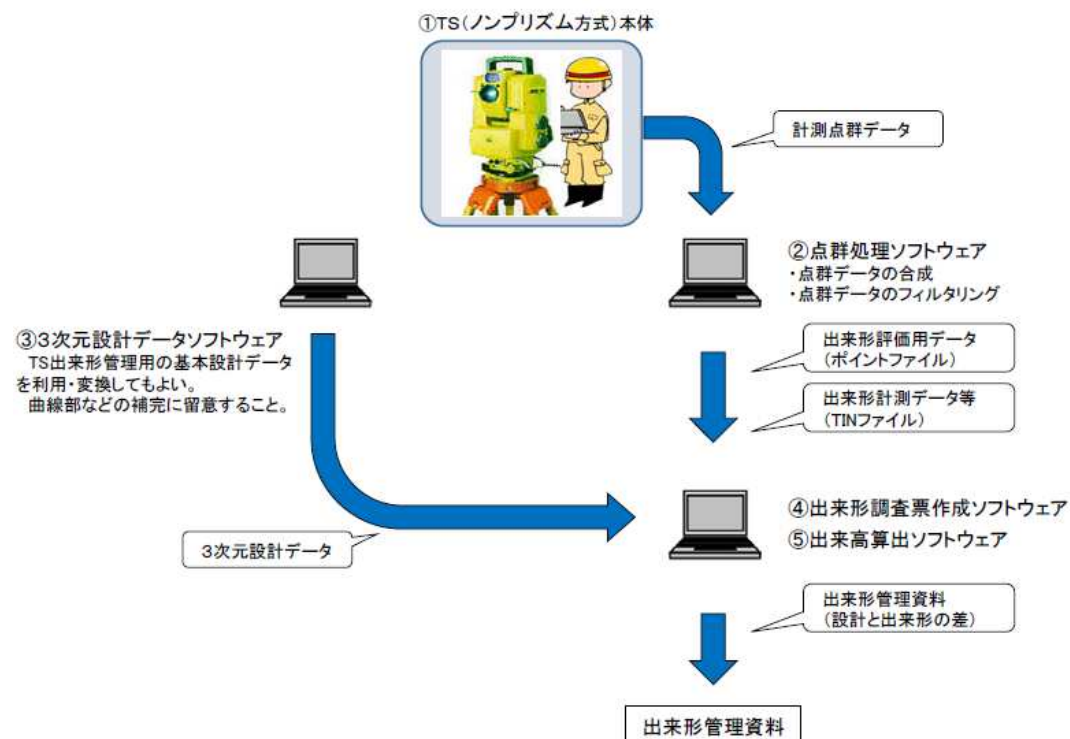 ①TS(ノンプリズム方式)本体
計測点群データ
②点群処理ソフトウェア
・点群データの合成
・点群データのフィルタリング
③3次元設計データソフトウェア
TS出来形管理用の基本設計データ
を利用・変換してもよい。
曲線部などの補完に留意すること。
出来形評価用データ
(ポイントファイル)
出来形計測データ等
(TINファイル)
④出来形調査票作成ソフトウェア
⑤出来高算出ソフトウェア
3次元設計データ
出来形管理資料
(設計と出来形の差)
出来形管理資料